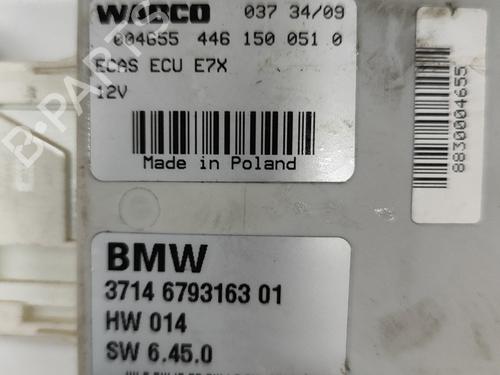 WABCO 037 34/09
004655 446 150 051 0
ECAS ECU E7X
12V
Made in Poland
8830004655
BMW
3714 6793163 01
HW 014
SW 6.45.0
B-PARTS